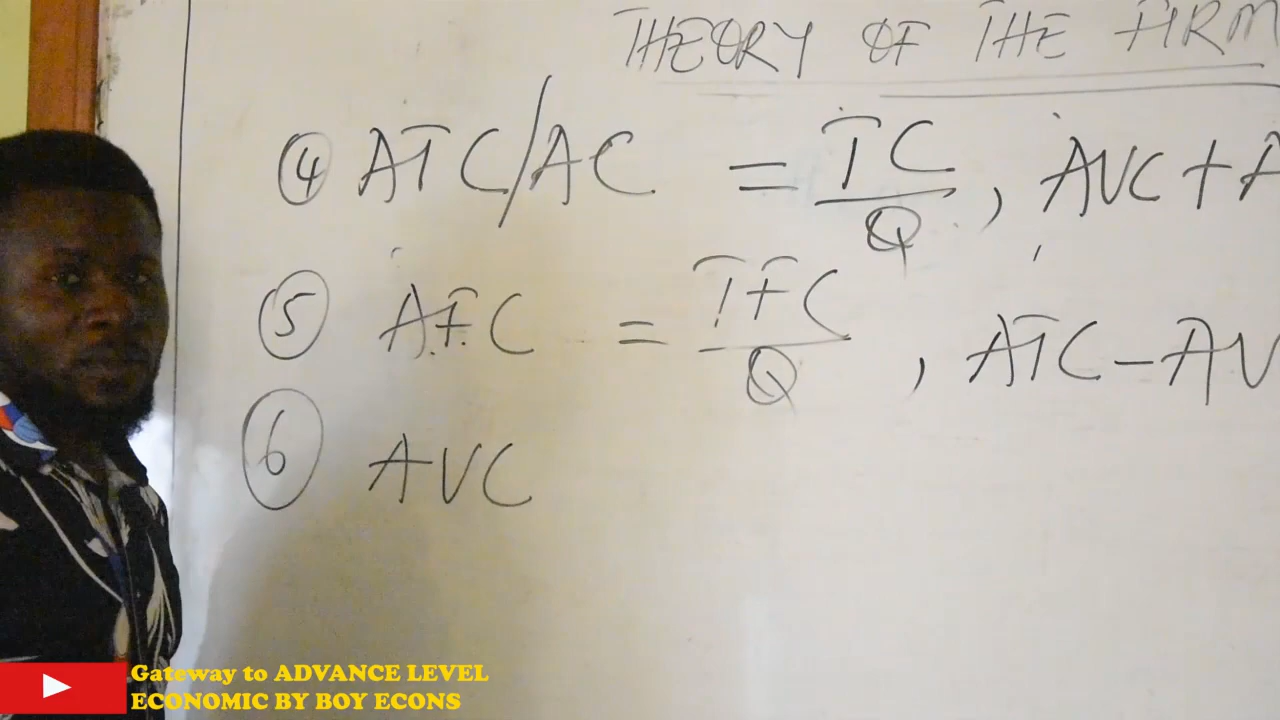 THEORY OF THE FIRM
④ ATC/AC = TC/Q, AVC + A
⑤ AFC = TFC/Q, ATC - AV
⑥ AVC
Gateway to ADVANCE LEVEL
ECONOMIC BY BOY ECONS